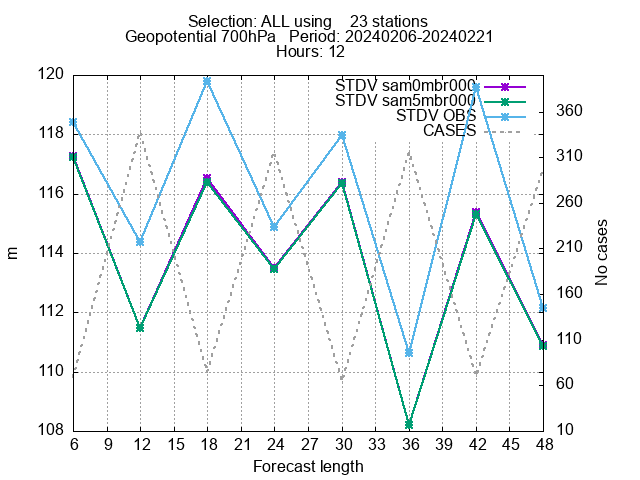 Selection: ALL using 23 stations
Geopotential 700hPa Period: 20240206-20240221
Hours: 12
STDV sam0mbr000
STDV sam5mbr000
STDV OBS
CASES
120
118
116
114
112
110
108
m
360
310
260
210
160
110
60
10
No cases
6 9 12 15 18 21 24 27 30 33 36 39 42 45 48
Forecast length